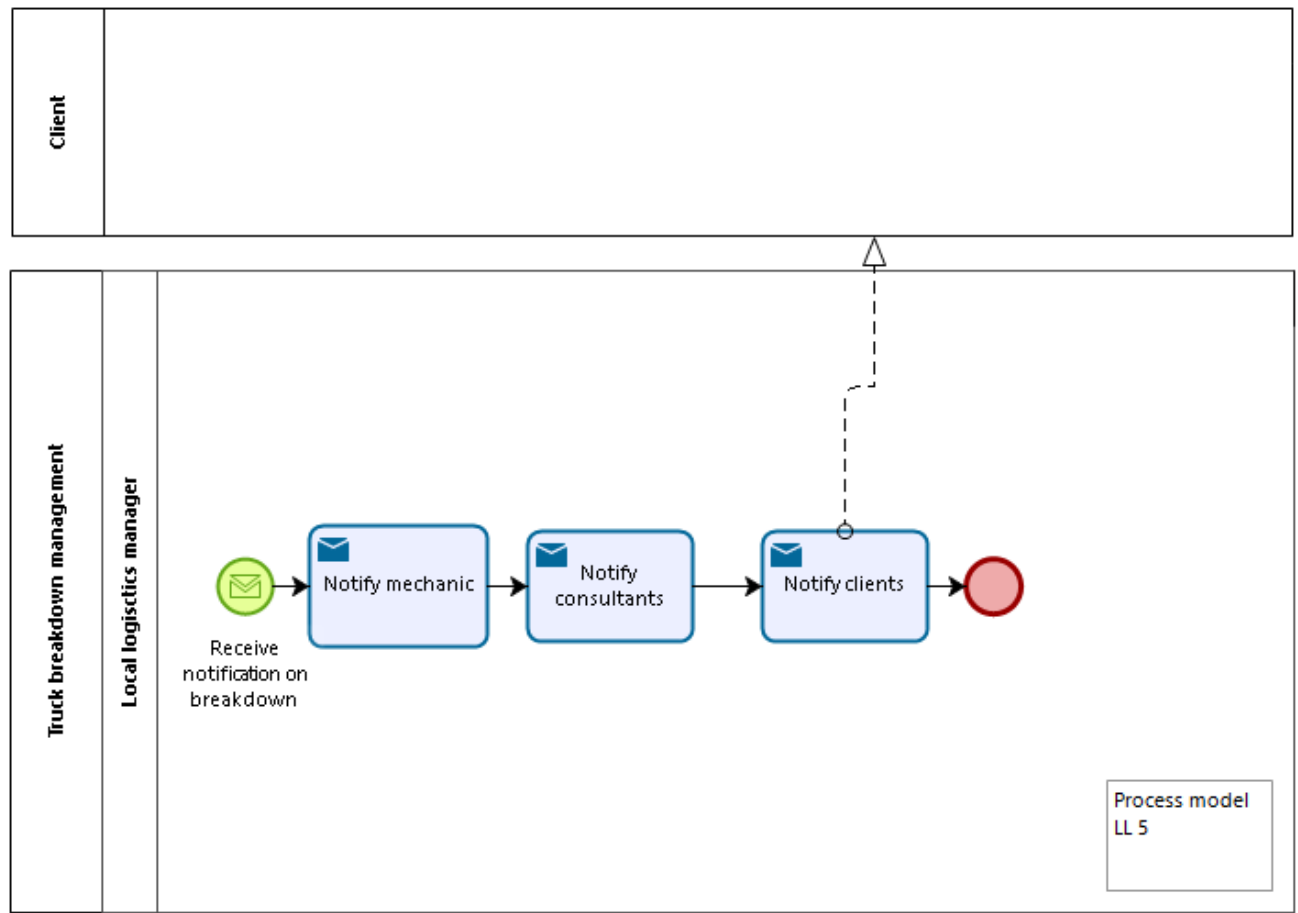 Client
Truck breakdown management
Local logisctics manager
Receive
notification on
breakdown
Notify mechanic
Notify
consultants
Notify clients
Process model
LL 5